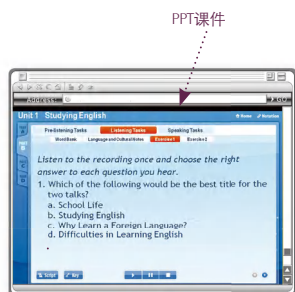 PPT课件
Address:
GO
Unit 1 Studying English
Home
Pre-listening Tasks Listening Tasks Speaking Tasks
Word Bank Language and Cultural Notes Exercise 1 Exercise 2
Listen to the recording once and choose the right
answer to each question you hear.
1. Which of the following would be the best title for the
two talks?
a. School Life
b. Studying English
c. Why Learn a Foreign Language?
d. Difficulties in Learning English
Script Key